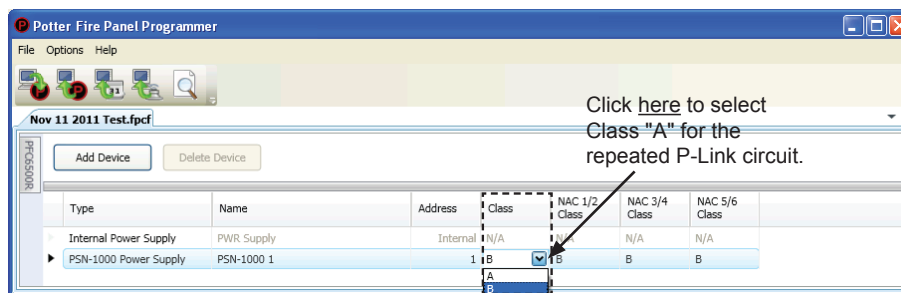 Potter Fire Panel Programmer
File Options Help
Click here to select
Class "A" for the
repeated P-Link circuit.
Nov 11 2011 Test.fpcf
PFC6500R
Add Device Delete Device
Type Name Address Class NAC 1/2 Class NAC 3/4 Class NAC 5/6 Class
Internal Power Supply PWR Supply Internal N/A N/A N/A N/A
PSN-1000 Power Supply PSN-1000 1 1 B B B B
A
B